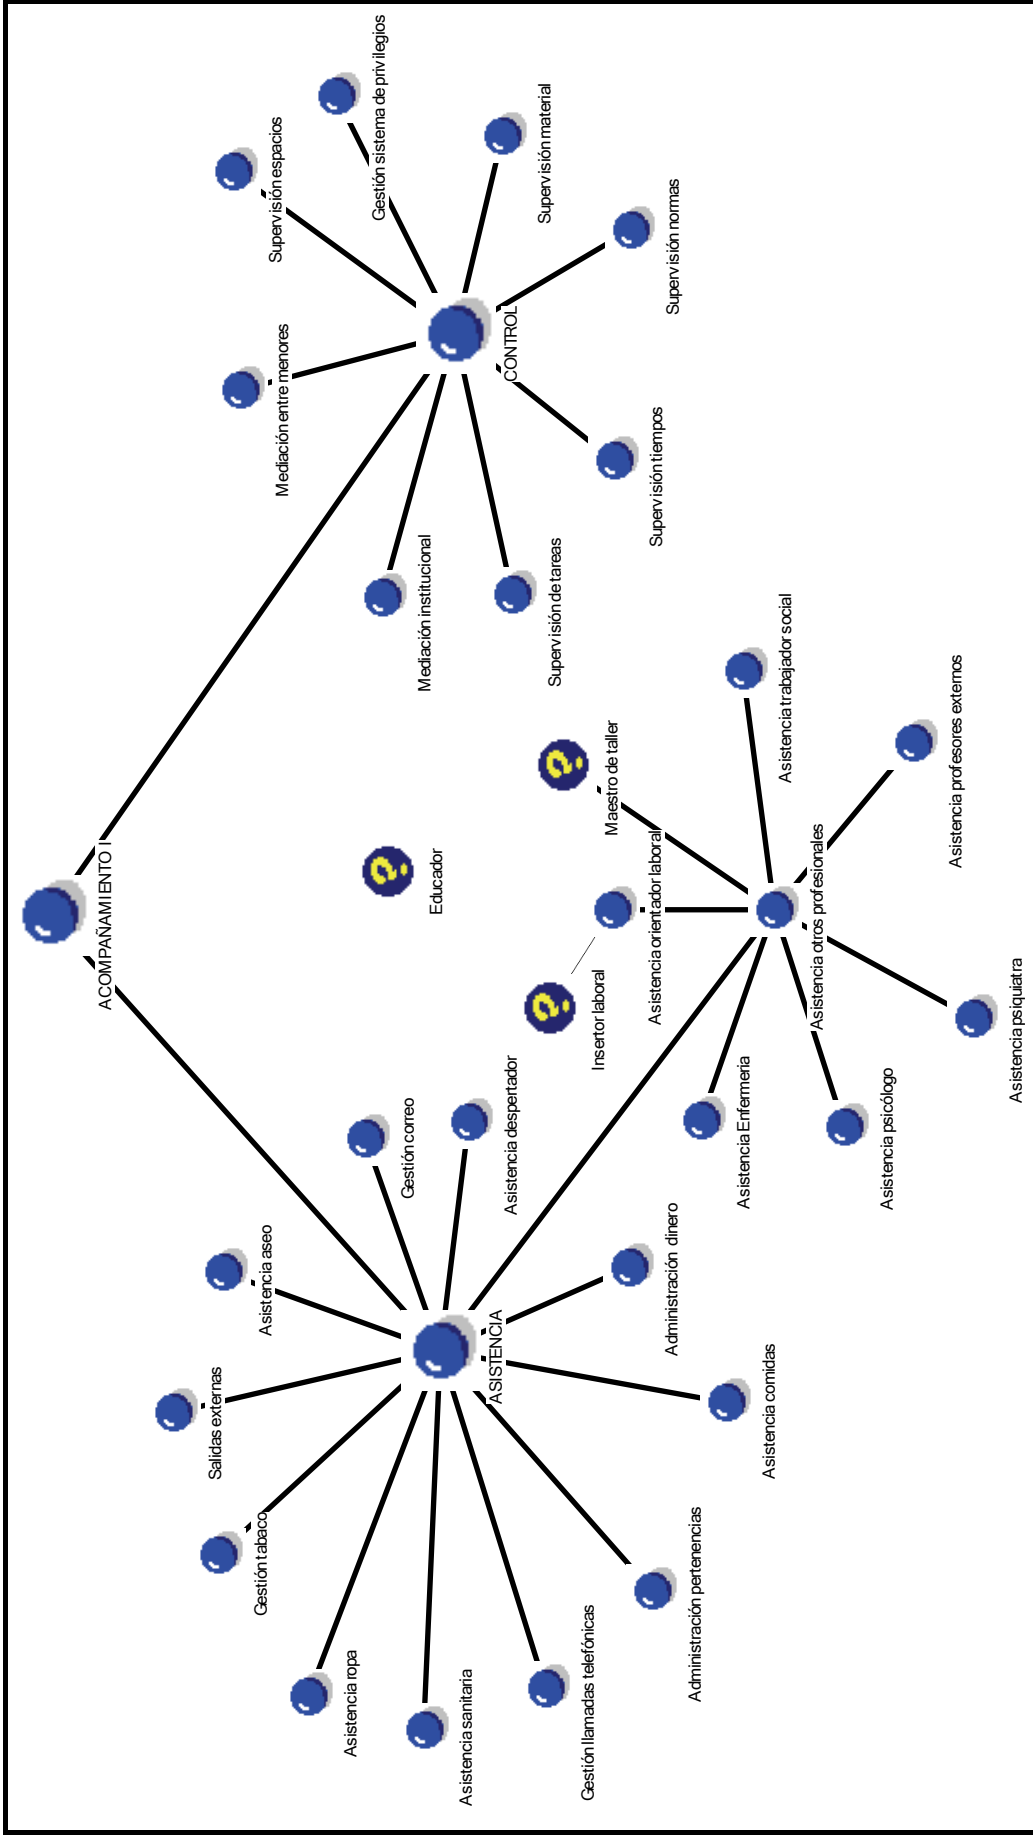 ACOMPAÑAMIENTO I
Salidas externas
Asistencia aseo
Mediación entre menores
Supervisión espacios
Gestión tabaco
Gestión sistema de privilegios
Asistencia ropa
Gestión correo
Educador
Mediación institucional
Asistencia sanitaria
ASISTENCIA
Asistencia despertador
CONTROL
Supervisión de tareas
Supervisión material
Gestión llamadas telefónicas
Insertor laboral
Maestro de taller
Asistencia orientador laboral
Supervisión tiempos
Supervisión normas
Administración pertenencias
Administración dinero
Asistencia Enfermería
Asistencia comidas
Asistencia trabajador social
Asistencia otros profesionales
Asistencia psicólogo
Asistencia profesores externos
Asistencia psiquiatra